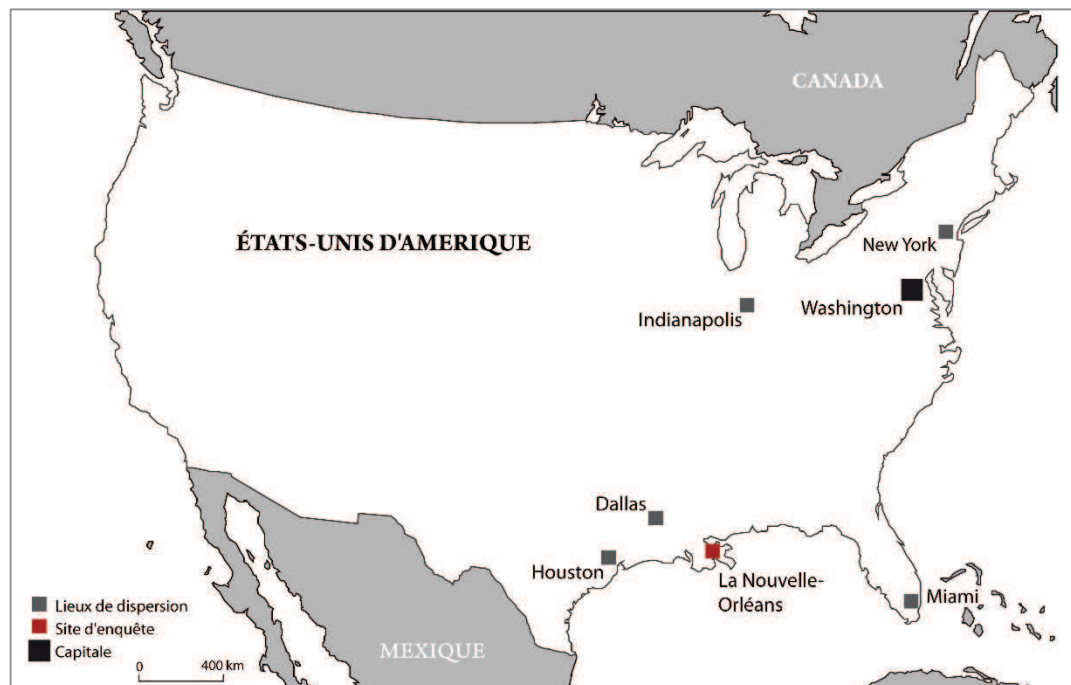 CANADA
ÉTATS-UNIS D'AMERIQUE
New York
Washington
Indianapolis
Dallas
Houston
La Nouvelle-
Orléans
Miami
Lieux de dispersion
Site d'enquête
Capitale
0 400 km
MEXIQUE